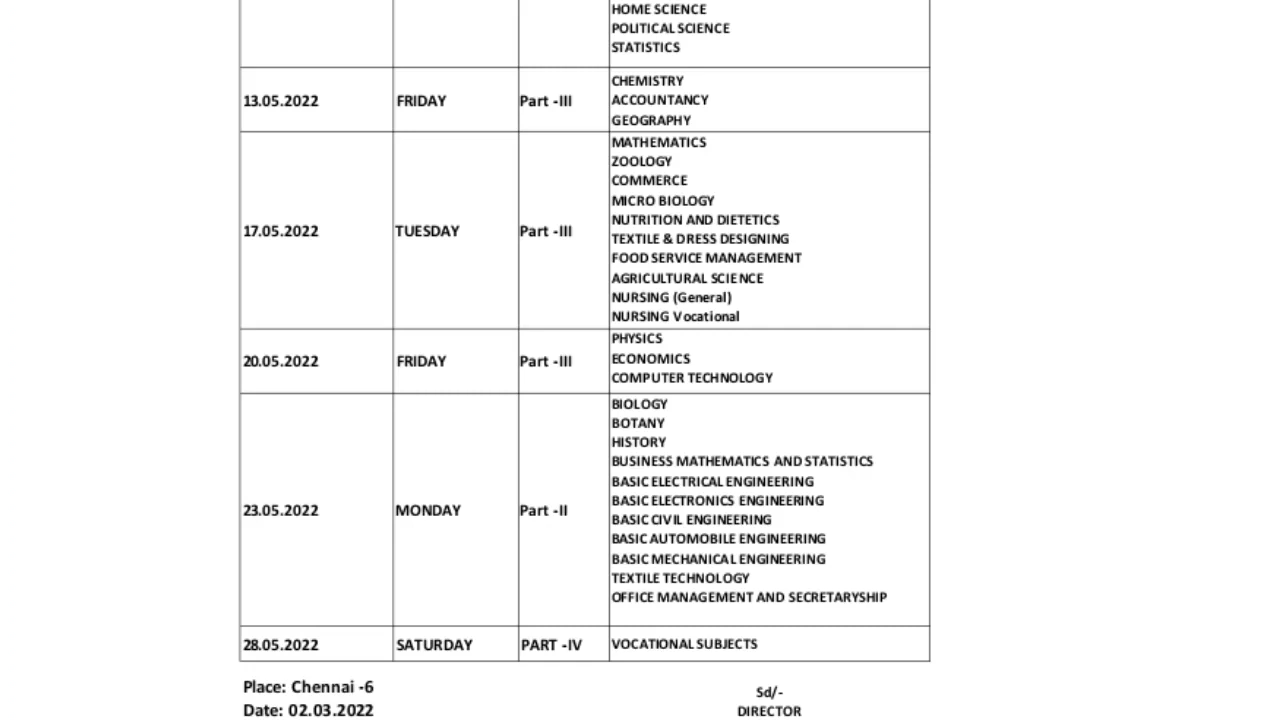 HOME SCIENCE
POLITICAL SCIENCE
STATISTICS
13.05.2022 FRIDAY Part -III CHEMISTRY
ACCOUNTANCY
GEOGRAPHY
17.05.2022 TUESDAY Part -III MATHEMATICS
ZOOLOGY
COMMERCE
MICRO BIOLOGY
NUTRITION AND DIETETICS
TEXTILE & DRESS DESIGNING
FOOD SERVICE MANAGEMENT
AGRICULTURAL SCIENCE
NURSING (General)
NURSING Vocational
20.05.2022 FRIDAY Part -III PHYSICS
ECONOMICS
COMPUTER TECHNOLOGY
23.05.2022 MONDAY Part -II BIOLOGY
BOTANY
HISTORY
BUSINESS MATHEMATICS AND STATISTICS
BASIC ELECTRICAL ENGINEERING
BASIC ELECTRONICS ENGINEERING
BASIC CIVIL ENGINEERING
BASIC AUTOMOBILE ENGINEERING
BASIC MECHANICAL ENGINEERING
TEXTILE TECHNOLOGY
OFFICE MANAGEMENT AND SECRETARYSHIP
28.05.2022 SATURDAY PART -IV VOCATIONAL SUBJECTS
Place: Chennai -6
Date: 02.03.2022
Sd/-
DIRECTOR